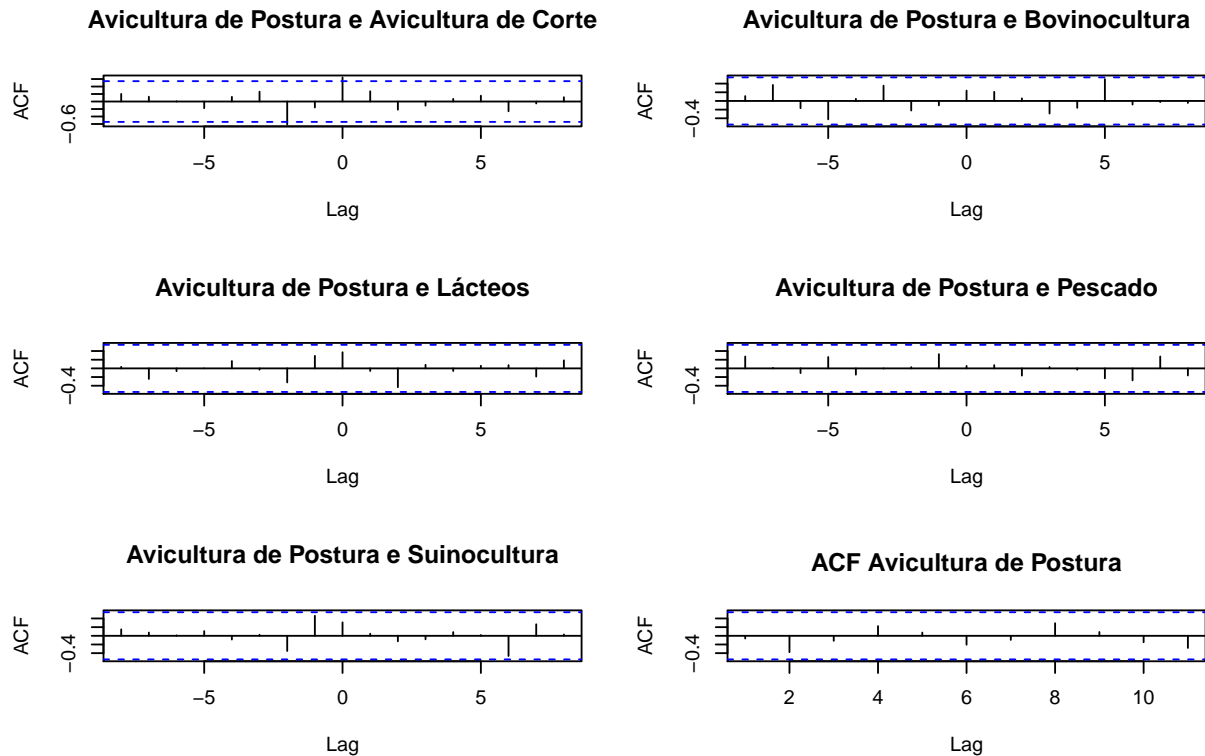 Avicultura de Postura e Avicultura de Corte
ACF
−0.6
−5 0 5
Lag
Avicultura de Postura e Bovinocultura
ACF
−0.4
−5 0 5
Lag
Avicultura de Postura e Lácteos
ACF
−0.4
−5 0 5
Lag
Avicultura de Postura e Pescado
ACF
−0.4
−5 0 5
Lag
Avicultura de Postura e Suinocultura
ACF
−0.4
−5 0 5
Lag
ACF Avicultura de Postura
ACF
−0.4
2 4 6 8 10
Lag